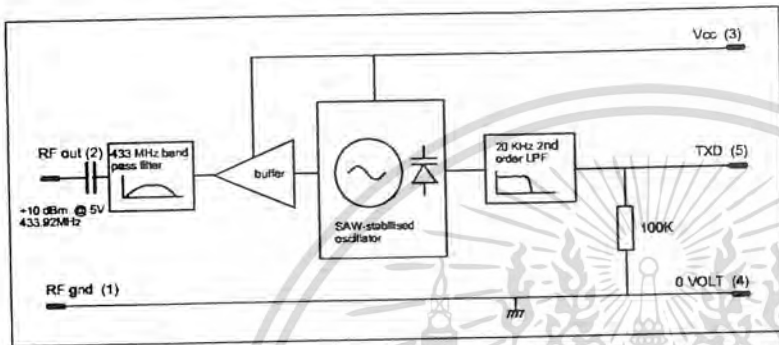 Vcc (3)
RF out (2)
433 MHz band
pass filter
buffer
20 KHz 2nd
order LPF
TXD (5)
+10 dBm @ 5V
433.92MHz
SAW-stabilised
oscillator
100K
RF gnd (1)
0 VOLT (4)